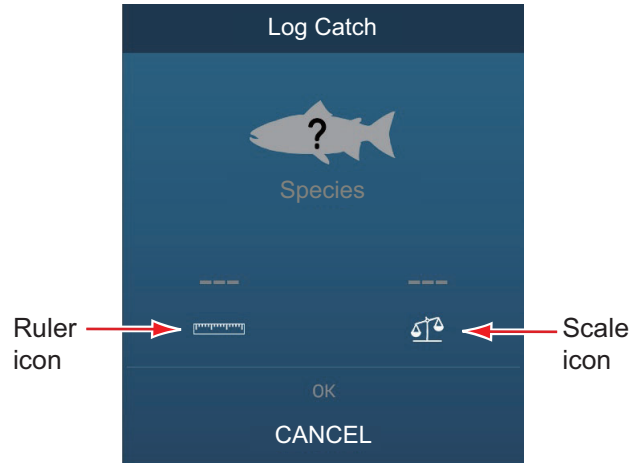 Log Catch
?
Species
--- ---
Ruler
icon
Scale
icon
OK
CANCEL